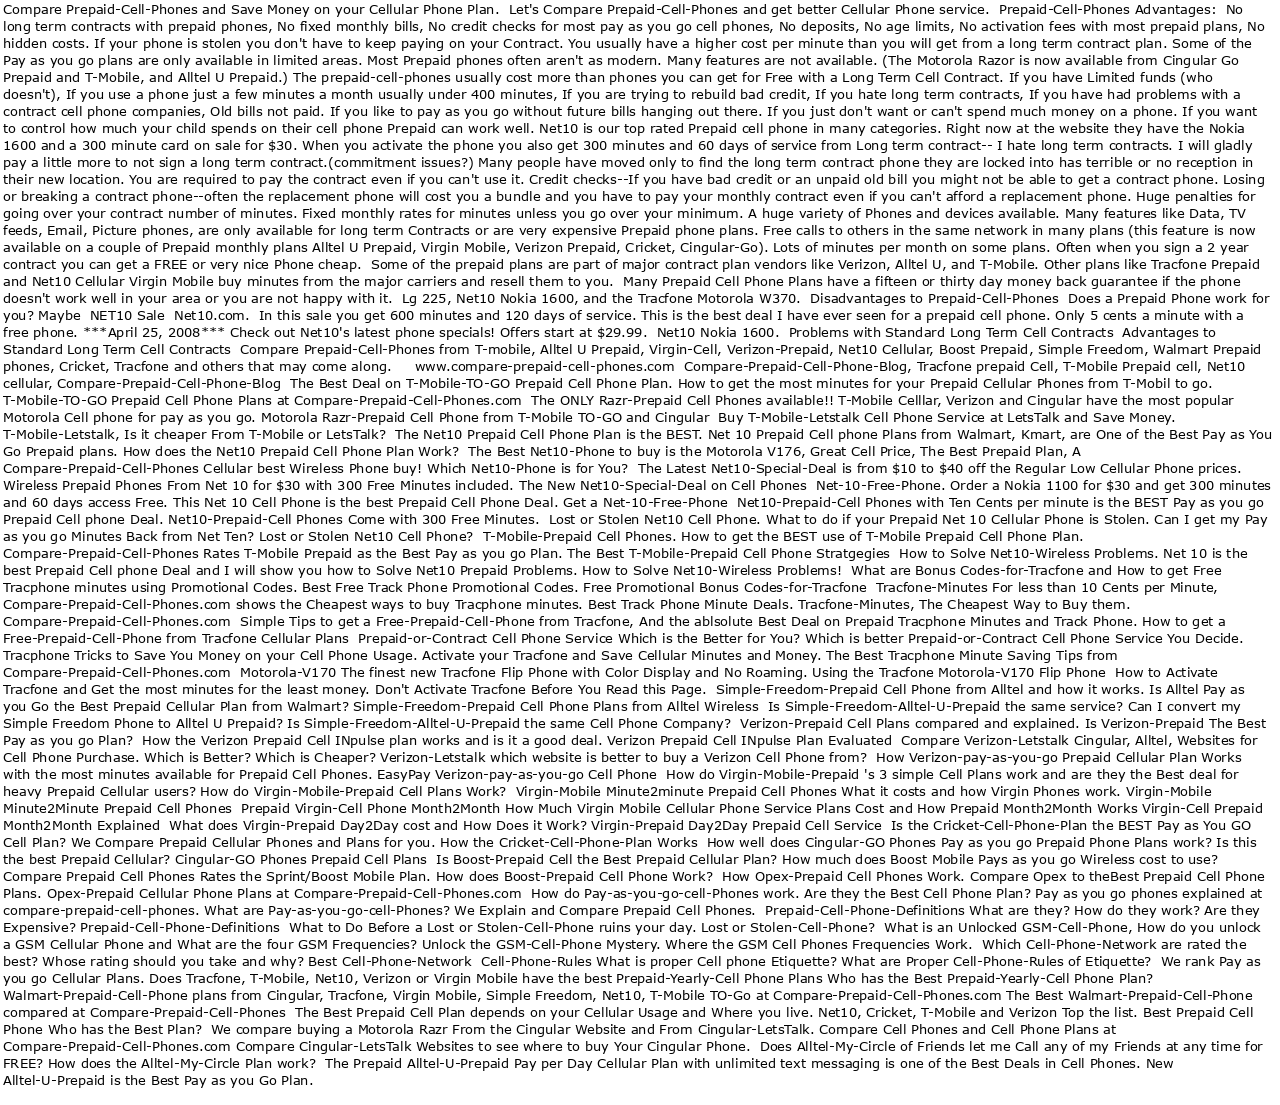 Compare Prepaid-Cell-Phones and Save Money on your Cellular Phone Plan.  Let's Compare Prepaid-Cell-Phones and get better Cellular Phone service.  Prepaid-Cell-Phones Advantages:  No
long term contracts with prepaid phones, No fixed monthly bills, No credit checks for most pay as you go cell phones, No deposits, No age limits, No activation fees with most prepaid plans, No
hidden costs. If your phone is stolen you don't have to keep paying on your Contract. You usually have a higher cost per minute than you will get from a long term contract plan. Some of the
Pay as you go plans are only available in limited areas. Most Prepaid phones often aren't as modern. Many features are not available. (The Motorola Razor is now available from Cingular Go
Prepaid and T-Mobile, and Alltel U Prepaid.) The prepaid-cell-phones usually cost more than phones you can get for Free with a Long Term Cell Contract. If you have Limited funds (who
doesn't), If you use a phone just a few minutes a month usually under 400 minutes, If you are trying to rebuild bad credit, If you hate long term contracts, If you have had problems with a
contract cell phone companies, Old bills not paid. If you like to pay as you go without future bills hanging out there. If you just don't want or can't spend much money on a phone. If you want
to control how much your child spends on their cell phone Prepaid can work well. Net10 is our top rated Prepaid cell phone in many categories. Right now at the website they have the Nokia
1600 and a 300 minute card on sale for $30. When you activate the phone you also get 300 minutes and 60 days of service from Long term contract-- I hate long term contracts. I will gladly
pay a little more to not sign a long term contract.(commitment issues?) Many people have moved only to find the long term contract phone they are locked into has terrible or no reception in
their new location. You are required to pay the contract even if you can't use it. Credit checks--If you have bad credit or an unpaid old bill you might not be able to get a contract phone. Losing
or breaking a contract phone--often the replacement phone will cost you a bundle and you have to pay your monthly contract even if you can't afford a replacement phone. Huge penalties for
going over your contract number of minutes. Fixed monthly rates for minutes unless you go over your minimum. A huge variety of Phones and devices available. Many features like Data, TV
feeds, Email, Picture phones, are only available for long term Contracts or are very expensive Prepaid phone plans. Free calls to others in the same network in many plans (this feature is now
available on a couple of Prepaid monthly plans Alltel U Prepaid, Virgin Mobile, Verizon Prepaid, Cricket, Cingular-Go). Lots of minutes per month on some plans. Often when you sign a 2 year
contract you can get a FREE or very nice Phone cheap.  Some of the prepaid plans are part of major contract plan vendors like Verizon, Alltel U, and T-Mobile. Other plans like Tracfone Prepaid
and Net10 Cellular Virgin Mobile buy minutes from the major carriers and resell them to you.  Many Prepaid Cell Phone Plans have a fifteen or thirty day money back guarantee if the phone
doesn't work well in your area or you are not happy with it.  Lg 225, Net10 Nokia 1600, and the Tracfone Motorola W370.  Disadvantages to Prepaid-Cell-Phones  Does a Prepaid Phone work for
you? Maybe  NET10 Sale  Net10.com.  In this sale you get 600 minutes and 120 days of service. This is the best deal I have ever seen for a prepaid cell phone. Only 5 cents a minute with a
free phone. ***April 25, 2008*** Check out Net10's latest phone specials! Offers start at $29.99.  Net10 Nokia 1600.  Problems with Standard Long Term Cell Contracts  Advantages to
Standard Long Term Cell Contracts  Compare Prepaid-Cell-Phones from T-mobile, Alltel U Prepaid, Virgin-Cell, Verizon-Prepaid, Net10 Cellular, Boost Prepaid, Simple Freedom, Walmart Prepaid
phones, Cricket, Tracfone and others that may come along.     www.compare-prepaid-cell-phones.com  Compare-Prepaid-Cell-Phone-Blog, Tracfone prepaid Cell, T-Mobile Prepaid cell, Net10
cellular, Compare-Prepaid-Cell-Phone-Blog  The Best Deal on T-Mobile-TO-GO Prepaid Cell Phone Plan. How to get the most minutes for your Prepaid Cellular Phones from T-Mobil to go.
T-Mobile-TO-GO Prepaid Cell Phone Plans at Compare-Prepaid-Cell-Phones.com  The ONLY Razr-Prepaid Cell Phones available!! T-Mobile Celllar, Verizon and Cingular have the most popular
Motorola Cell phone for pay as you go. Motorola Razr-Prepaid Cell Phone from T-Mobile TO-GO and Cingular  Buy T-Mobile-Letstalk Cell Phone Service at LetsTalk and Save Money.
T-Mobile-Letstalk, Is it cheaper From T-Mobile or LetsTalk?  The Net10 Prepaid Cell Phone Plan is the BEST. Net 10 Prepaid Cell phone Plans from Walmart, Kmart, are One of the Best Pay as You
Go Prepaid plans. How does the Net10 Prepaid Cell Phone Plan Work?  The Best Net10-Phone to buy is the Motorola V176, Great Cell Price, The Best Prepaid Plan, A
Compare-Prepaid-Cell-Phones Cellular best Wireless Phone buy! Which Net10-Phone is for You?  The Latest Net10-Special-Deal is from $10 to $40 off the Regular Low Cellular Phone prices.
Wireless Prepaid Phones From Net 10 for $30 with 300 Free Minutes included. The New Net10-Special-Deal on Cell Phones  Net-10-Free-Phone. Order a Nokia 1100 for $30 and get 300 minutes
and 60 days access Free. This Net 10 Cell Phone is the best Prepaid Cell Phone Deal. Get a Net-10-Free-Phone  Net10-Prepaid-Cell Phones with Ten Cents per minute is the BEST Pay as you go
Prepaid Cell phone Deal. Net10-Prepaid-Cell Phones Come with 300 Free Minutes.  Lost or Stolen Net10 Cell Phone. What to do if your Prepaid Net 10 Cellular Phone is Stolen. Can I get my Pay
as you go Minutes Back from Net Ten? Lost or Stolen Net10 Cell Phone?  T-Mobile-Prepaid Cell Phones. How to get the BEST use of T-Mobile Prepaid Cell Phone Plan.
Compare-Prepaid-Cell-Phones Rates T-Mobile Prepaid as the Best Pay as you go Plan. The Best T-Mobile-Prepaid Cell Phone Stratgegies  How to Solve Net10-Wireless Problems. Net 10 is the
best Prepaid Cell phone Deal and I will show you how to Solve Net10 Prepaid Problems. How to Solve Net10-Wireless Problems!  What are Bonus Codes-for-Tracfone and How to get Free
Tracphone minutes using Promotional Codes. Best Free Track Phone Promotional Codes. Free Promotional Bonus Codes-for-Tracfone  Tracfone-Minutes For less than 10 Cents per Minute,
Compare-Prepaid-Cell-Phones.com shows the Cheapest ways to buy Tracphone minutes. Best Track Phone Minute Deals. Tracfone-Minutes, The Cheapest Way to Buy them.
Compare-Prepaid-Cell-Phones.com  Simple Tips to get a Free-Prepaid-Cell-Phone from Tracfone, And the ablsolute Best Deal on Prepaid Tracphone Minutes and Track Phone. How to get a
Free-Prepaid-Cell-Phone from Tracfone Cellular Plans  Prepaid-or-Contract Cell Phone Service Which is the Better for You? Which is better Prepaid-or-Contract Cell Phone Service You Decide.
Tracphone Tricks to Save You Money on your Cell Phone Usage. Activate your Tracfone and Save Cellular Minutes and Money. The Best Tracphone Minute Saving Tips from
Compare-Prepaid-Cell-Phones.com  Motorola-V170 The finest new Tracfone Flip Phone with Color Display and No Roaming. Using the Tracfone Motorola-V170 Flip Phone  How to Activate
Tracfone and Get the most minutes for the least money. Don't Activate Tracfone Before You Read this Page.  Simple-Freedom-Prepaid Cell Phone from Alltel and how it works. Is Alltel Pay as
you Go the Best Prepaid Cellular Plan from Walmart? Simple-Freedom-Prepaid Cell Phone Plans from Alltel Wireless  Is Simple-Freedom-Alltel-U-Prepaid the same service? Can I convert my
Simple Freedom Phone to Alltel U Prepaid? Is Simple-Freedom-Alltel-U-Prepaid the same Cell Phone Company?  Verizon-Prepaid Cell Plans compared and explained. Is Verizon-Prepaid The Best
Pay as you go Plan?  How the Verizon Prepaid Cell INpulse plan works and is it a good deal. Verizon Prepaid Cell INpulse Plan Evaluated  Compare Verizon-Letstalk Cingular, Alltel, Websites for
Cell Phone Purchase. Which is Better? Which is Cheaper? Verizon-Letstalk which website is better to buy a Verizon Cell Phone from?  How Verizon-pay-as-you-go Prepaid Cellular Plan Works
with the most minutes available for Prepaid Cell Phones. EasyPay Verizon-pay-as-you-go Cell Phone  How do Virgin-Mobile-Prepaid 's 3 simple Cell Plans work and are they the Best deal for
heavy Prepaid Cellular users? How do Virgin-Mobile-Prepaid Cell Plans Work?  Virgin-Mobile Minute2minute Prepaid Cell Phones What it costs and how Virgin Phones work. Virgin-Mobile
Minute2Minute Prepaid Cell Phones  Prepaid Virgin-Cell Phone Month2Month How Much Virgin Mobile Cellular Phone Service Plans Cost and How Prepaid Month2Month Works Virgin-Cell Prepaid
Month2Month Explained  What does Virgin-Prepaid Day2Day cost and How Does it Work? Virgin-Prepaid Day2Day Prepaid Cell Service  Is the Cricket-Cell-Phone-Plan the BEST Pay as You GO
Cell Plan? We Compare Prepaid Cellular Phones and Plans for you. How the Cricket-Cell-Phone-Plan Works  How well does Cingular-GO Phones Pay as you go Prepaid Phone Plans work? Is this
the best Prepaid Cellular? Cingular-GO Phones Prepaid Cell Plans  Is Boost-Prepaid Cell the Best Prepaid Cellular Plan? How much does Boost Mobile Pays as you go Wireless cost to use?
Compare Prepaid Cell Phones Rates the Sprint/Boost Mobile Plan. How does Boost-Prepaid Cell Phone Work?  How Opex-Prepaid Cell Phones Work. Compare Opex to theBest Prepaid Cell Phone
Plans. Opex-Prepaid Cellular Phone Plans at Compare-Prepaid-Cell-Phones.com  How do Pay-as-you-go-cell-Phones work. Are they the Best Cell Phone Plan? Pay as you go phones explained at
compare-prepaid-cell-phones. What are Pay-as-you-go-cell-Phones? We Explain and Compare Prepaid Cell Phones.  Prepaid-Cell-Phone-Definitions What are they? How do they work? Are they
Expensive? Prepaid-Cell-Phone-Definitions  What to Do Before a Lost or Stolen-Cell-Phone ruins your day. Lost or Stolen-Cell-Phone?  What is an Unlocked GSM-Cell-Phone, How do you unlock
a GSM Cellular Phone and What are the four GSM Frequencies? Unlock the GSM-Cell-Phone Mystery. Where the GSM Cell Phones Frequencies Work.  Which Cell-Phone-Network are rated the
best? Whose rating should you take and why? Best Cell-Phone-Network  Cell-Phone-Rules What is proper Cell phone Etiquette? What are Proper Cell-Phone-Rules of Etiquette?  We rank Pay as
you go Cellular Plans. Does Tracfone, T-Mobile, Net10, Verizon or Virgin Mobile have the best Prepaid-Yearly-Cell Phone Plans Who has the Best Prepaid-Yearly-Cell Phone Plan?
Walmart-Prepaid-Cell-Phone plans from Cingular, Tracfone, Virgin Mobile, Simple Freedom, Net10, T-Mobile TO-Go at Compare-Prepaid-Cell-Phones.com The Best Walmart-Prepaid-Cell-Phone
compared at Compare-Prepaid-Cell-Phones  The Best Prepaid Cell Plan depends on your Cellular Usage and Where you live. Net10, Cricket, T-Mobile and Verizon Top the list. Best Prepaid Cell
Phone Who has the Best Plan?  We compare buying a Motorola Razr From the Cingular Website and From Cingular-LetsTalk. Compare Cell Phones and Cell Phone Plans at
Compare-Prepaid-Cell-Phones.com Compare Cingular-LetsTalk Websites to see where to buy Your Cingular Phone.  Does Alltel-My-Circle of Friends let me Call any of my Friends at any time for
FREE? How does the Alltel-My-Circle Plan work?  The Prepaid Alltel-U-Prepaid Pay per Day Cellular Plan with unlimited text messaging is one of the Best Deals in Cell Phones. New
Alltel-U-Prepaid is the Best Pay as you Go Plan.